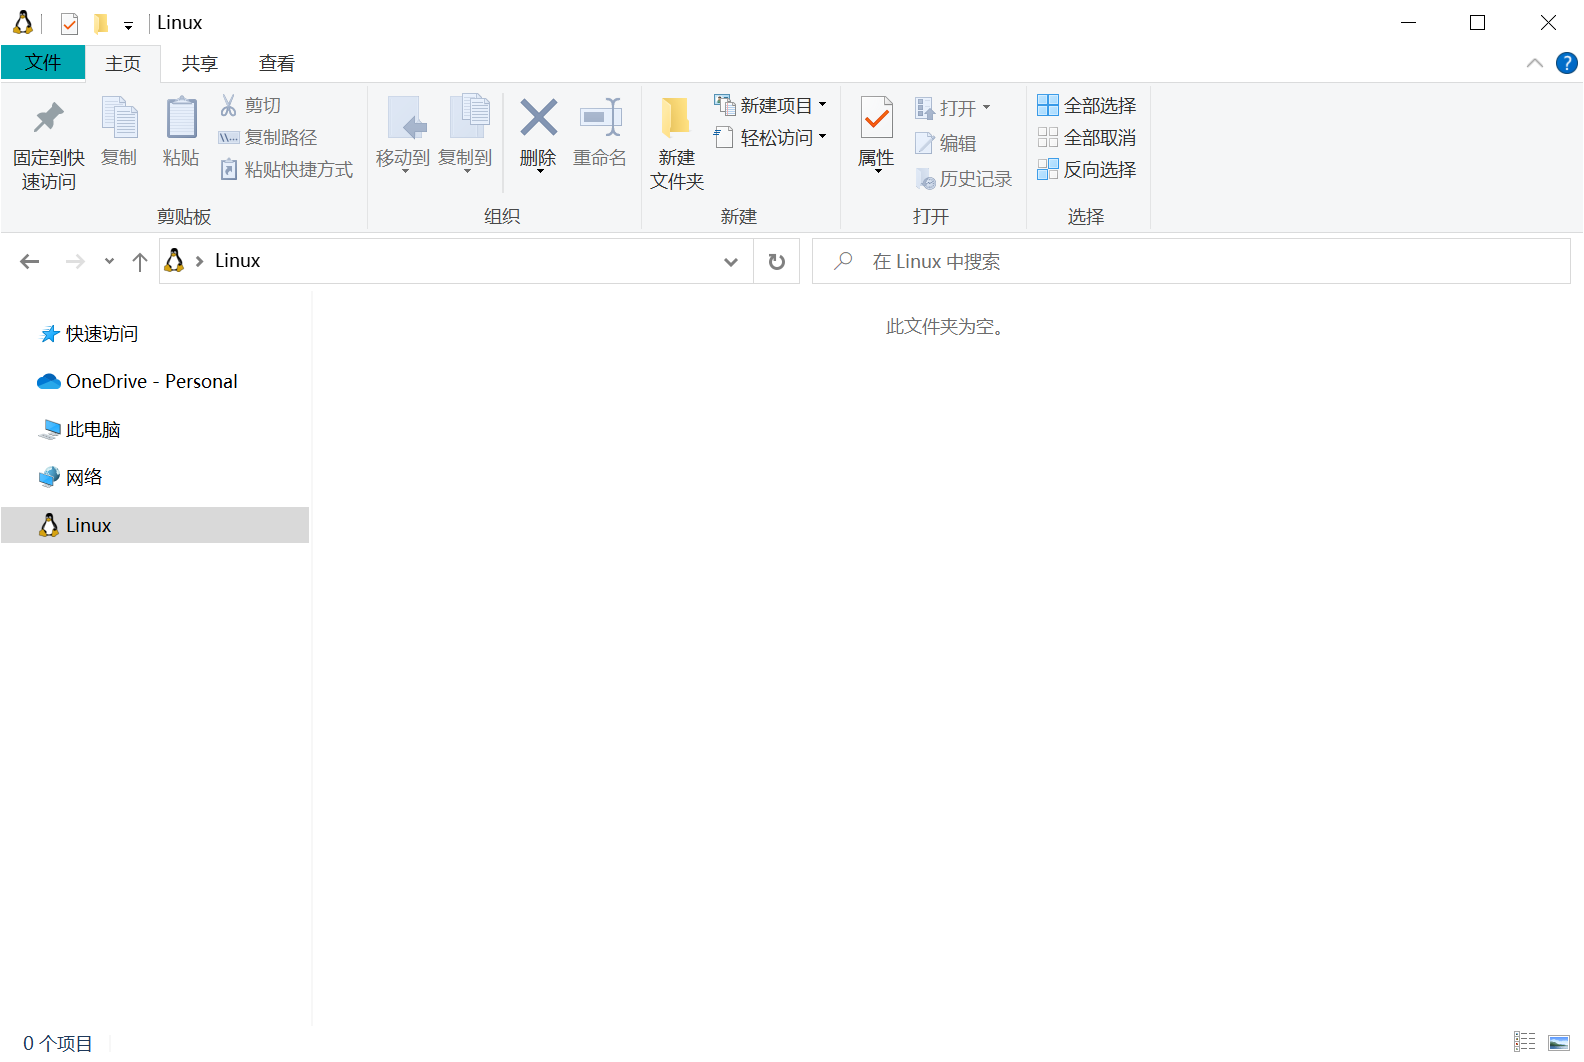 Linux
文件 主页 共享 查看
固定到快
速访问
复制
粘贴
剪切
复制路径
粘贴快捷方式
剪贴板
移动到
复制到
删除
重命名
组织
新建
文件夹
新建项目
轻松访问
新建
属性
打开
编辑
历史记录
打开
全部选择
全部取消
反向选择
选择
Linux
在 Linux 中搜索
快速访问
OneDrive - Personal
此电脑
网络
Linux
此文件夹为空。
0 个项目